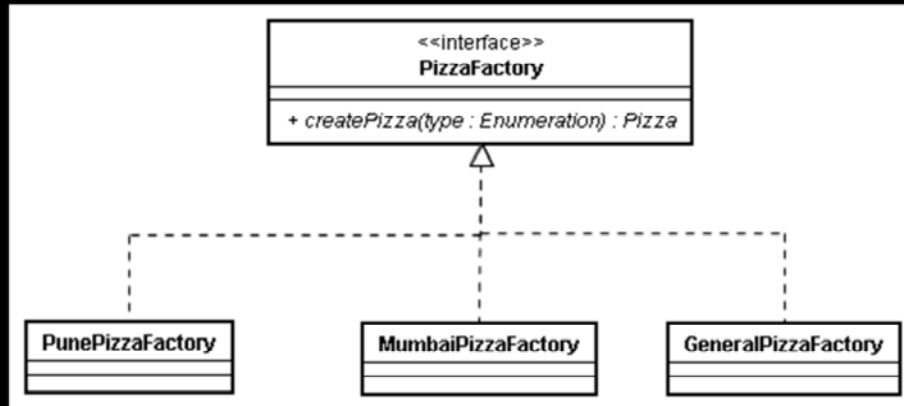 <<interface>>
PizzaFactory
+ createPizza(type : Enumeration) : Pizza
PunePizzaFactory
MumbaiPizzaFactory
GeneralPizzaFactory